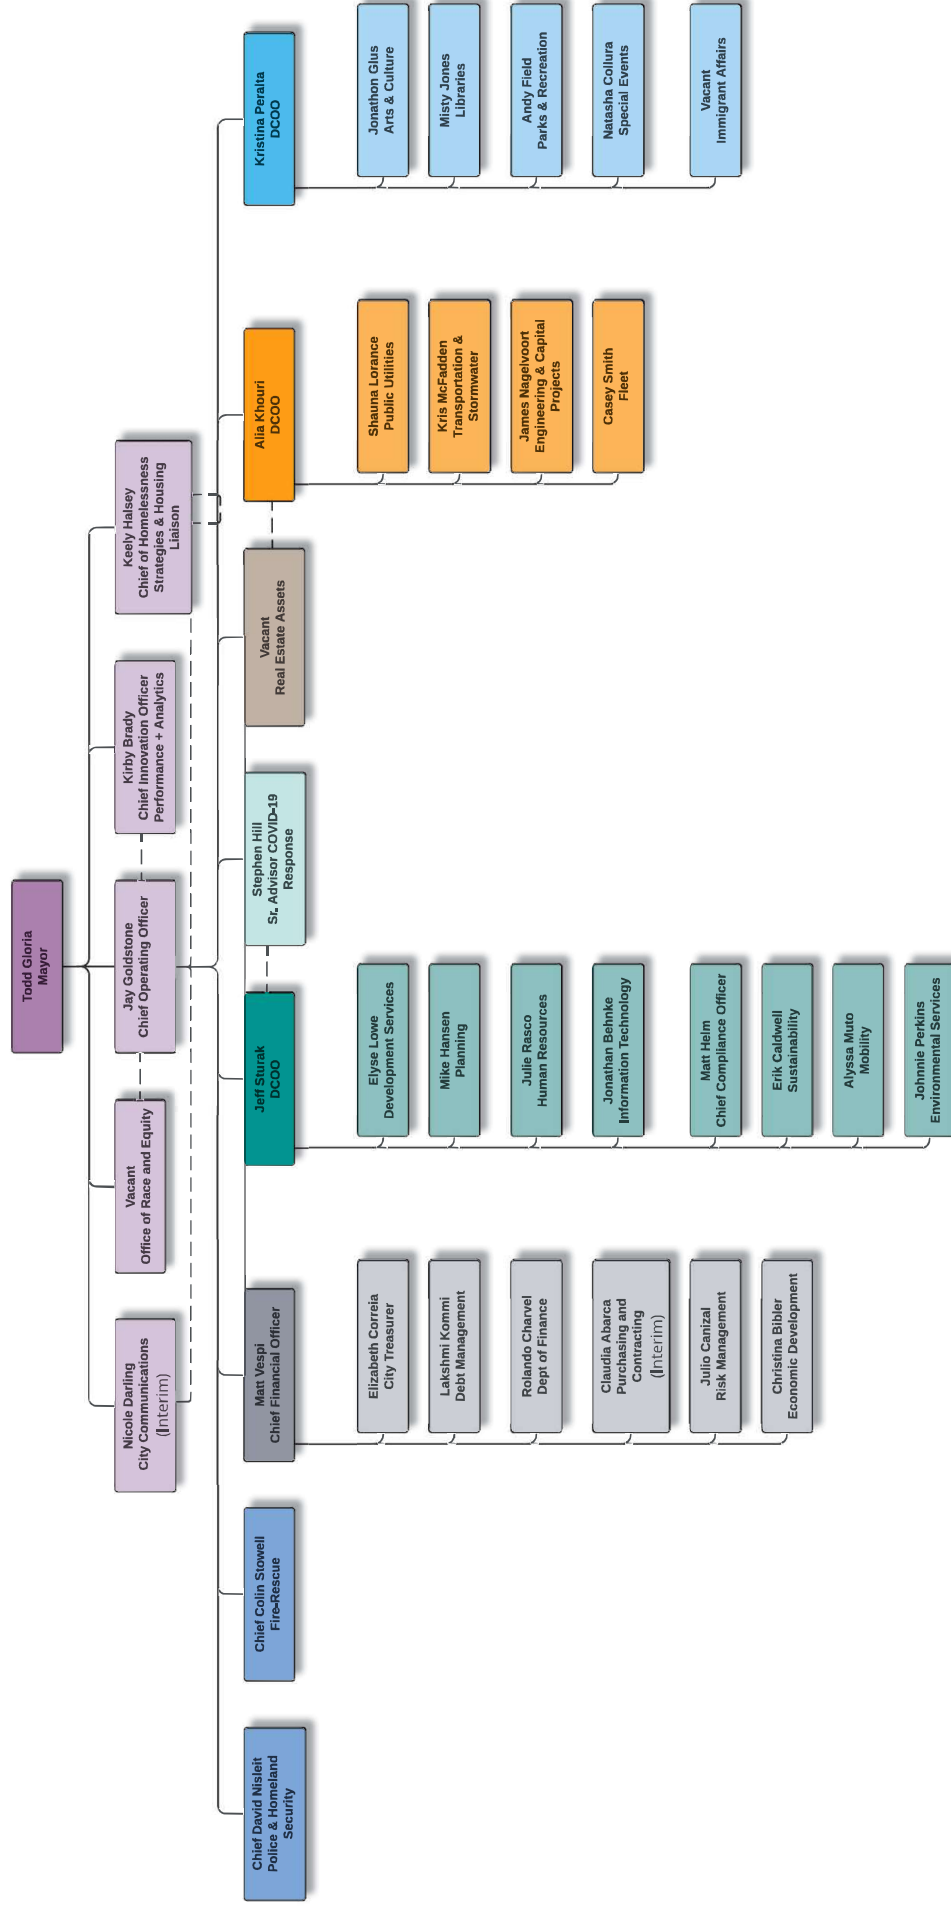 Todd Gloria
Mayor
Nicole Darling
City Communications
(Interim)
Vacant
Office of Race and Equity
Jay Goldstone
Chief Operating Officer
Kirby Brady
Chief Innovation Officer
Performance + Analytics
Keely Halsey
Chief of Homelessness
Strategies & Housing
Liaison
Chief David Nisleit
Police & Homeland
Security
Chief Colin Stowell
Fire-Rescue
Matt Vespi
Chief Financial Officer
Jeff Sturak
DCOO
Stephen Hill
Sr. Advisor COVID-19
Response
Vacant
Real Estate Assets
Alia Khouri
DCOO
Kristina Peralta
DCOO
Elizabeth Correia
City Treasurer
Lakshmi Kommi
Debt Management
Rolando Charvel
Dept of Finance
Claudia Abarca
Purchasing and
Contracting
(Interim)
Julio Canizal
Risk Management
Christina Bibler
Economic Development
Elyse Lowe
Development Services
Mike Hansen
Planning
Julie Rasco
Human Resources
Jonathan Behnke
Information Technology
Matt Helm
Chief Compliance Officer
Erik Caldwell
Sustainability
Alyssa Muto
Mobility
Johnnie Perkins
Environmental Services
Shauna Lorance
Public Utilities
Kris McFadden
Transportation &
Stormwater
James Nagelvoort
Engineering & Capital
Projects
Casey Smith
Fleet
Jonathon Glus
Arts & Culture
Misty Jones
Libraries
Andy Field
Parks & Recreation
Natasha Collura
Special Events
Vacant
Immigrant Affairs